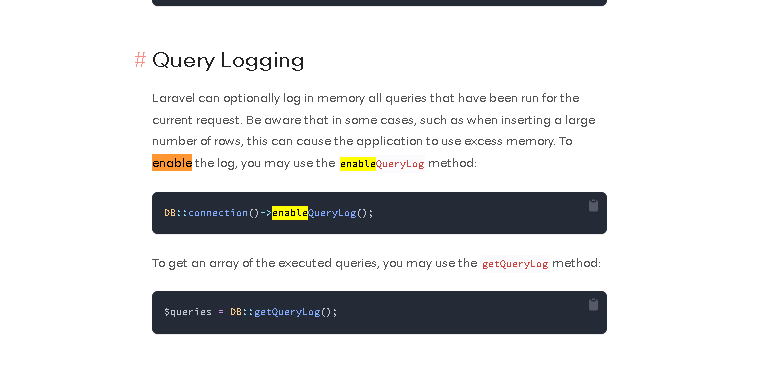 # Query Logging
Laravel can optionally log in memory all queries that have been run for the
current request. Be aware that in some cases, such as when inserting a large
number of rows, this can cause the application to use excess memory. To
enable the log, you may use the enableQueryLog method:
DB::connection()->enableQueryLog();
To get an array of the executed queries, you may use the getQueryLog method:
$queries = DB::getQueryLog();